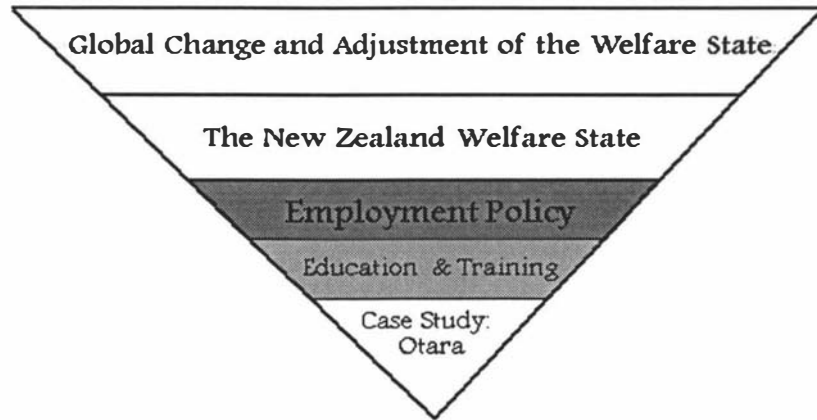 Global Change and Adjustment of the Welfare State
The New Zealand Welfare State
Employment Policy
Education & Training
Case Study:
Otara